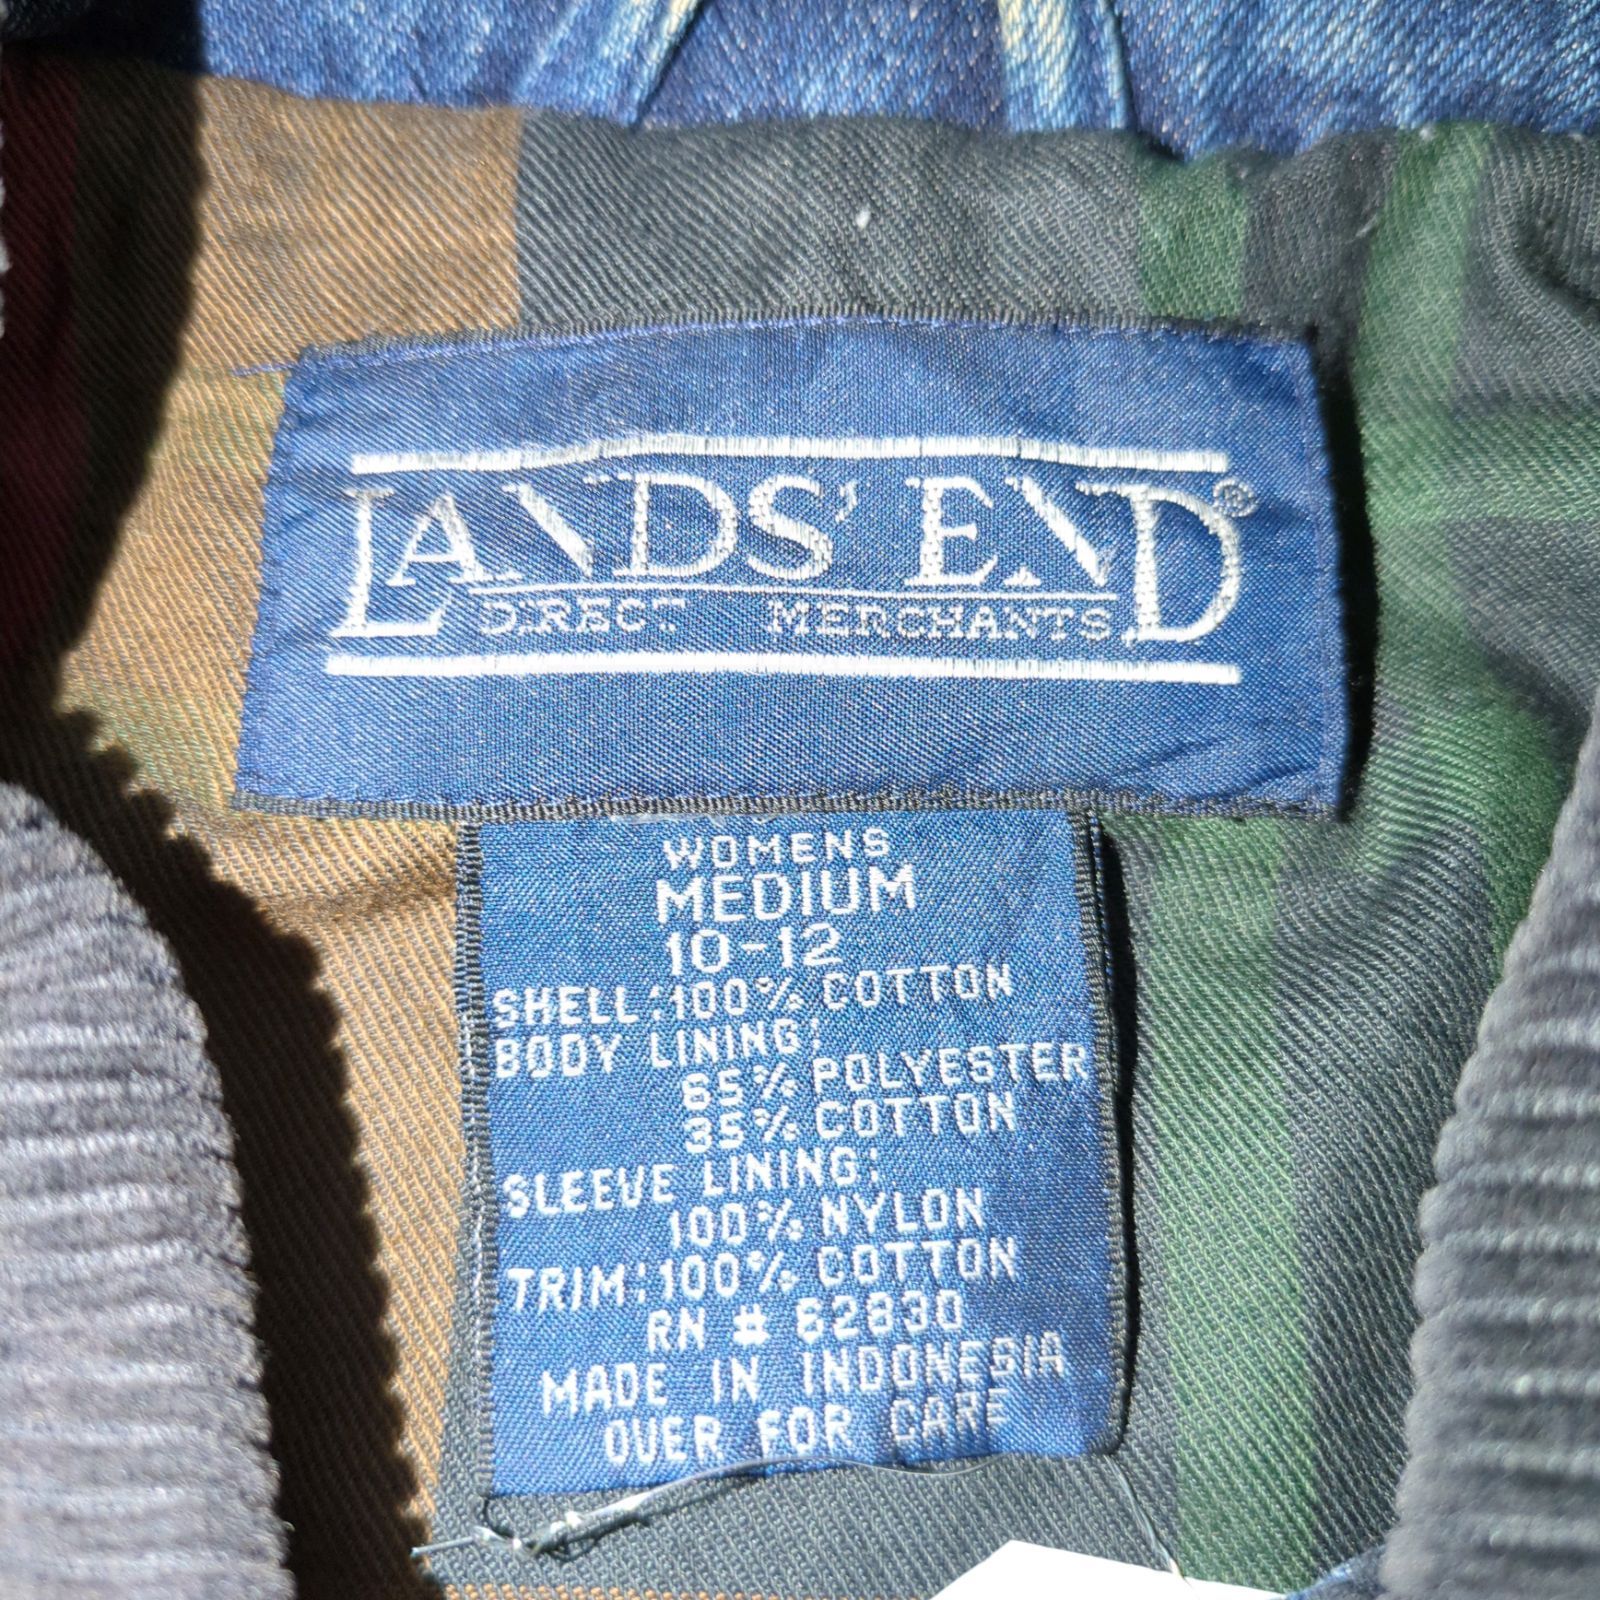 LANDS' END®
DIRECT MERCHANTS
WOMENS
MEDIUM
10-12
SHELL:100% COTTON
BODY LINING:
65% POLYESTER
35% COTTON
SLEEVE LINING:
100% NYLON
TRIM:100% COTTON
RN # 62830
MADE IN INDONESIA
OVER FOR CARE